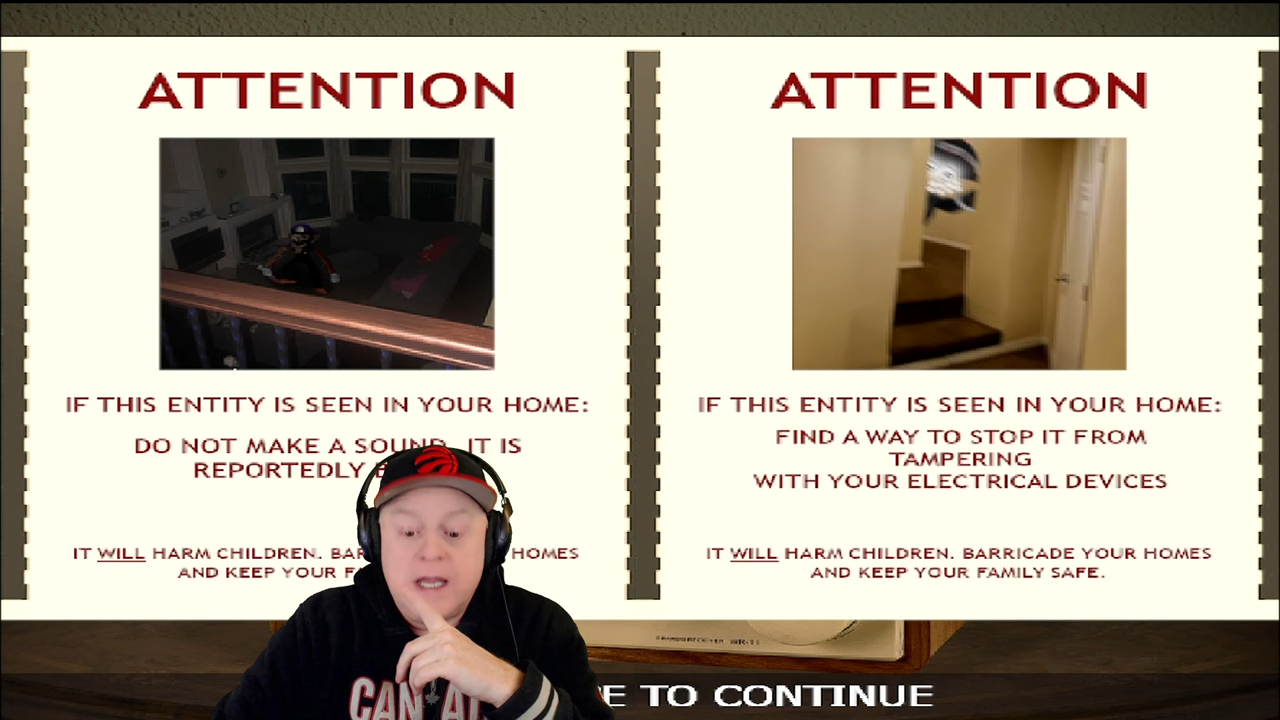 ATTENTION
IF THIS ENTITY IS SEEN IN YOUR HOME:
DO NOT MAKE A SOUND. IT IS
REPORTEDLY
IT WILL HARM CHILDREN. HOMES
AND KEEP YOUR
ATTENTION
IF THIS ENTITY IS SEEN IN YOUR HOME:
FIND A WAY TO STOP IT FROM
TAMPERING
WITH YOUR ELECTRICAL DEVICES
IT WILL HARM CHILDREN. BARRICADE YOUR HOMES
AND KEEP YOUR FAMILY SAFE.
TO CONTINUE